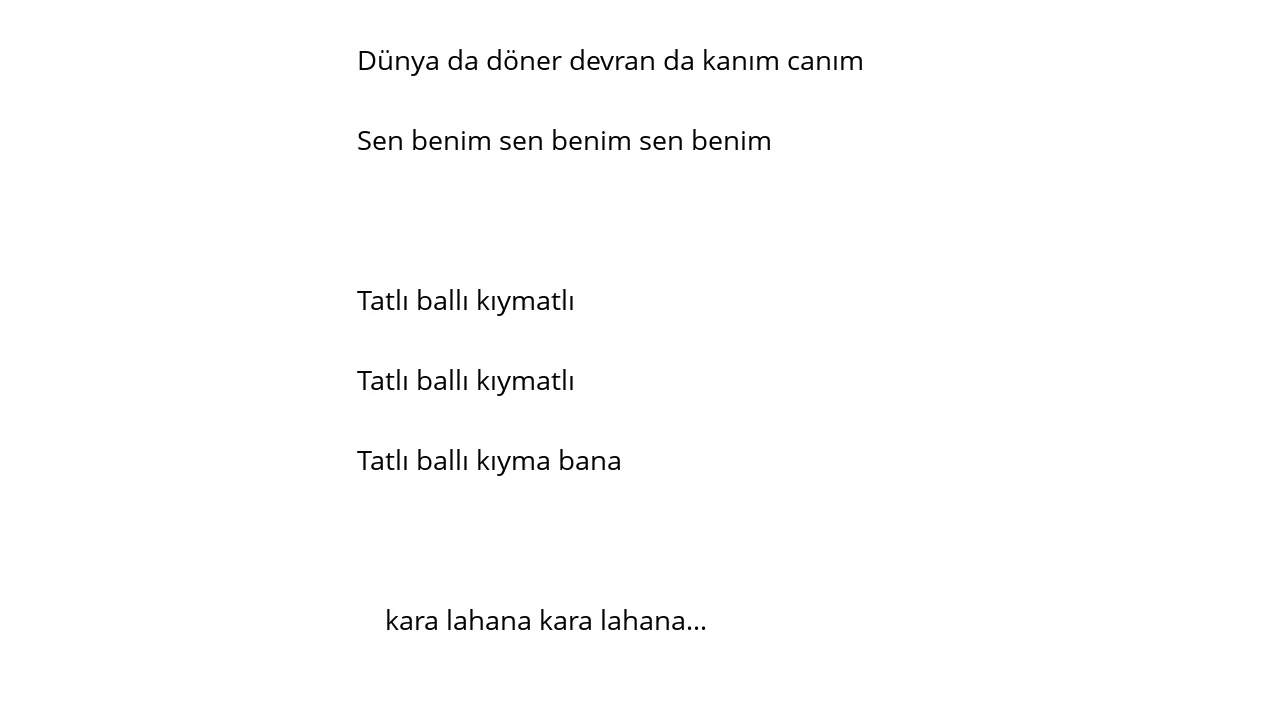 Dünya da döner devran da kanım canım
Sen benim sen benim sen benim
Tatlı ballı kıymatlı
Tatlı ballı kıymatlı
Tatlı ballı kıyma bana
kara lahana kara lahana...